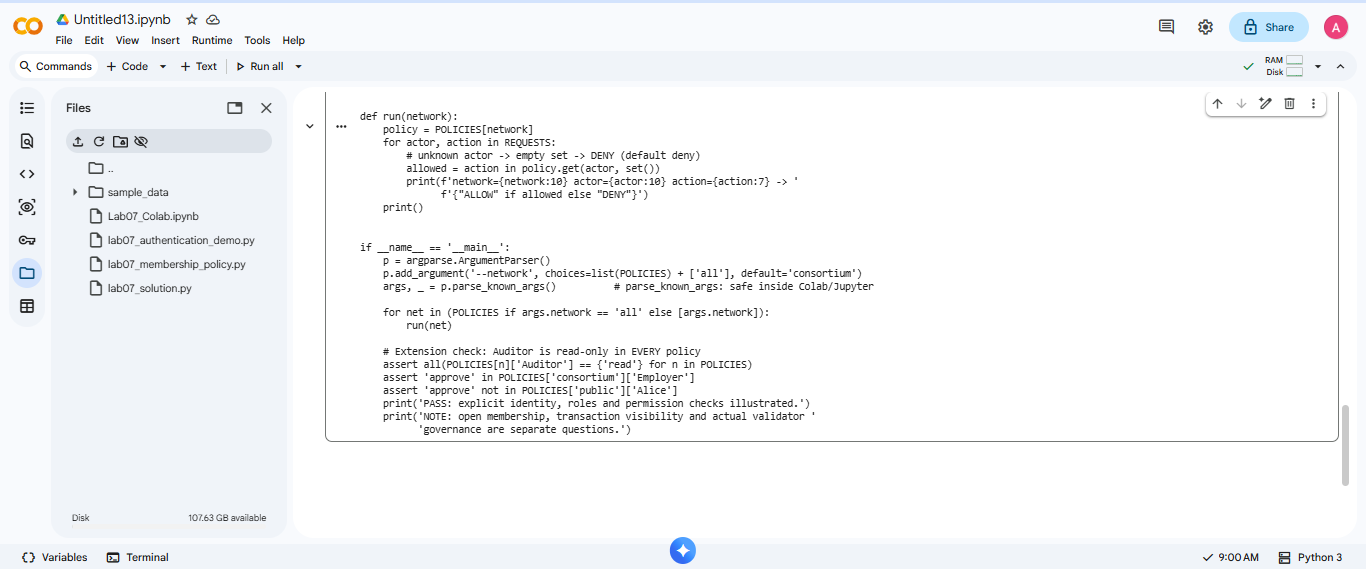 Untitled13.ipynb
File Edit View Insert Runtime Tools Help
Share
A
Commands + Code + Text Run all
RAM
Disk
Files
..
sample_data
Lab07_Colab.ipynb
lab07_authentication_demo.py
lab07_membership_policy.py
lab07_solution.py
Disk 107.63 GB available
def run(network):
    policy = POLICIES[network]
    for actor, action in REQUESTS:
        # unknown actor -> empty set -> DENY (default deny)
        allowed = action in policy.get(actor, set())
        print(f'network={network:10} actor={actor:10} action={action:7} -> '
              f'{"ALLOW" if allowed else "DENY"}')
    print()
if __name__ == '__main__':
    p = argparse.ArgumentParser()
    p.add_argument('--network', choices=list(POLICIES) + ['all'], default='consortium')
    args, _ = p.parse_known_args()         # parse_known_args: safe inside Colab/Jupyter
    for net in (POLICIES if args.network == 'all' else [args.network]):
        run(net)
    # Extension check: Auditor is read-only in EVERY policy
    assert all(POLICIES[n]['Auditor'] == {'read'} for n in POLICIES)
    assert 'approve' in POLICIES['consortium']['Employer']
    assert 'approve' not in POLICIES['public']['Alice']
    print('PASS: explicit identity, roles and permission checks illustrated.')
    print('NOTE: open membership, transaction visibility and actual validator '
          'governance are separate questions.')
Variables Terminal
9:00 AM Python 3